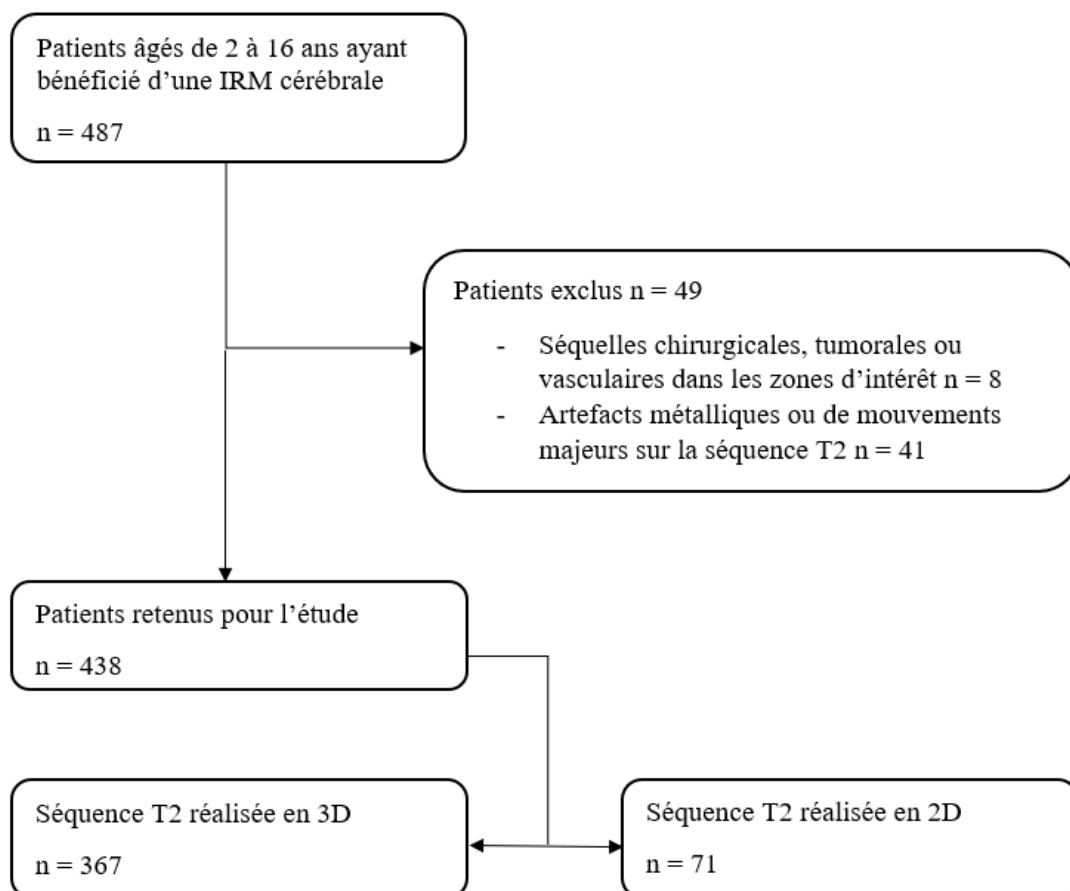 Patients âgés de 2 à 16 ans ayant
bénéficié d’une IRM cérébrale
n = 487
Patients exclus n = 49
- Séquelles chirurgicales, tumorales ou
vasculaires dans les zones d’intérêt n = 8
- Artefacts métalliques ou de mouvements
majeurs sur la séquence T2 n = 41
Patients retenus pour l’étude
n = 438
Séquence T2 réalisée en 3D
n = 367
Séquence T2 réalisée en 2D
n = 71